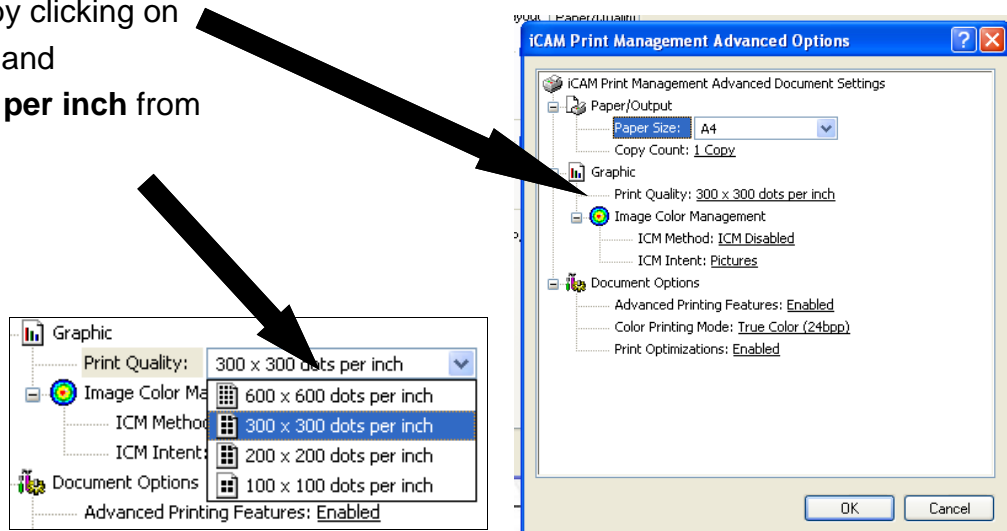 by clicking on
and
per inch from
Paper/Quality
iCAM Print Management Advanced Options
iCAM Print Management Advanced Document Settings
Paper/Output
Paper Size: A4
Copy Count: 1 Copy
Graphic
Print Quality: 300 x 300 dots per inch
Image Color Management
ICM Method: ICM Disabled
ICM Intent: Pictures
Document Options
Advanced Printing Features: Enabled
Color Printing Mode: True Color (24bpp)
Print Optimizations: Enabled
OK Cancel
Graphic
Print Quality: 300 x 300 dots per inch
Image Color Ma
600 x 600 dots per inch
ICM Method
300 x 300 dots per inch
ICM Intent:
200 x 200 dots per inch
Document Options
100 x 100 dots per inch
Advanced Printing Features: Enabled